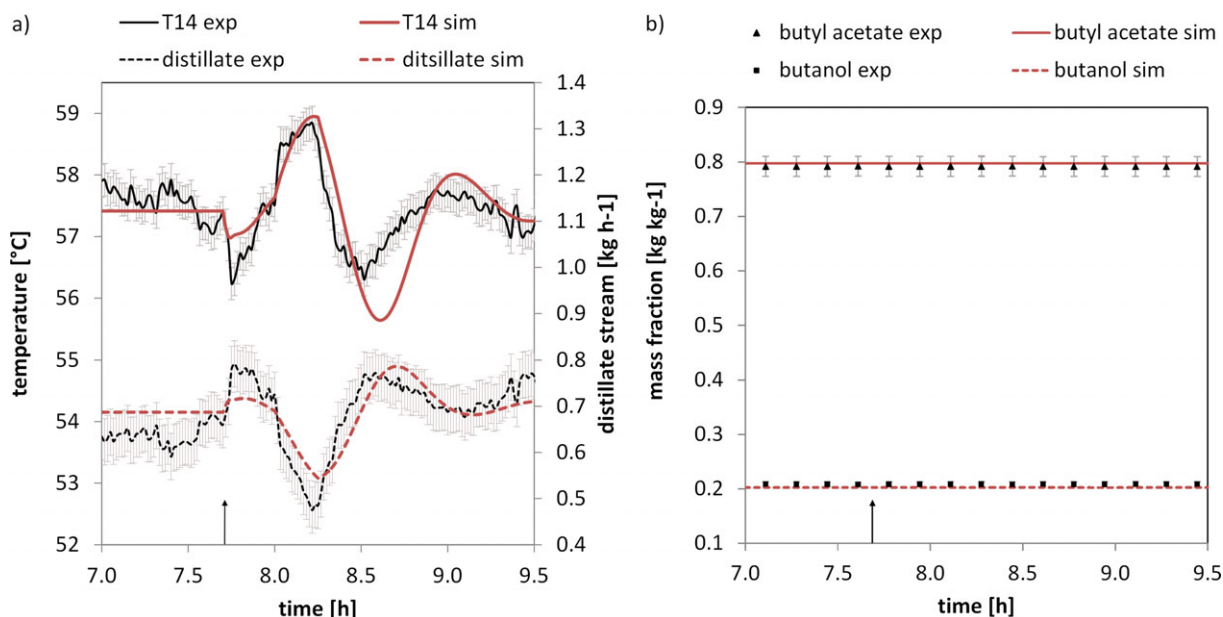 a)
T14 exp
T14 sim
distillate exp
ditsillate sim
temperature [°C]
59
58
57
56
55
54
53
52
1.4
1.3
1.2
1.1
1.0
0.9
0.8
0.7
0.6
0.5
0.4
distillate stream [kg h-1]
7.0 7.5 8.0 8.5 9.0 9.5
time [h]
b)
butyl acetate exp
butyl acetate sim
butanol exp
butanol sim
mass fraction [kg kg-1]
0.9
0.8
0.7
0.6
0.5
0.4
0.3
0.2
0.1
7.0 7.5 8.0 8.5 9.0 9.5
time [h]